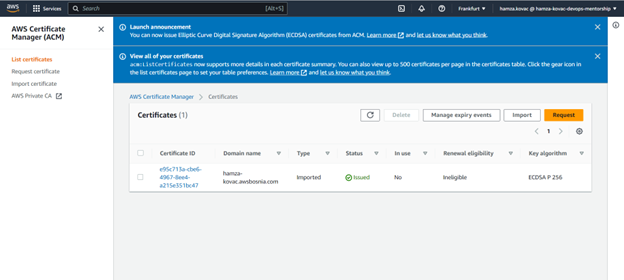 aws
Services
Search
[Alt+S]
Frankfurt
hamza.kovac @ hamza-kovac-devops-mentorship
AWS Certificate
Manager (ACM)
List certificates
Request certificate
Import certificate
AWS Private CA
Launch announcement
You can now issue Elliptic Curve Digital Signature Algorithm (ECDSA) certificates from ACM. Learn more and let us know what you think.
View all of your certificates
acm:ListCertificates now supports more details in each certificate summary. You can also view up to 500 certificates per page in the certificates table. Click the gear icon in
the list certificates page to set your table preferences. Learn more and let us know what you think.
AWS Certificate Manager > Certificates
Certificates (1)
Delete
Manage expiry events
Import
Request
1
Certificate ID
Domain name
Type
Status
In use
Renewal eligibility
Key algorithm
e95c713a-cbe6-
4967-8ee4-
a215e351bc47
hamza-
kovac.awsbosnia.com
Imported
Issued
No
Ineligible
ECDSA P 256